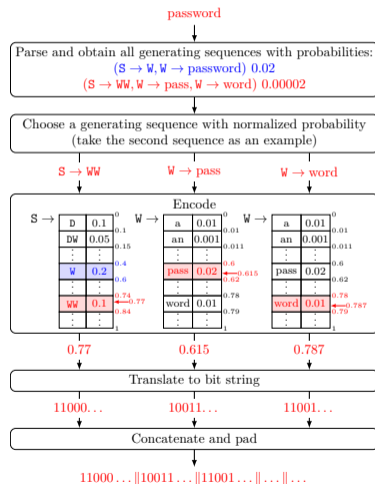 password
Parse and obtain all generating sequences with probabilities:
(S → W, W → password) 0.02
(S → WW, W → pass, W → word) 0.00002
Choose a generating sequence with normalized probability
(take the second sequence as an example)
S → WW W → pass W → word
Encode
S → W → W →
0 0 0
D 0.1 a 0.01 a 0.01
0.1 0.01 0.01
DW 0.05 an 0.001 an 0.001
0.15 0.011 0.011
⋮ ⋮ ⋮ ⋮ ⋮ ⋮
0.4 0.6 0.6
W 0.2 pass 0.02 0.615 pass 0.02
0.6 0.62 0.62
⋮ ⋮ ⋮ ⋮ ⋮ ⋮
0.74 0.78 0.78
WW 0.1 0.77 word 0.01 word 0.01 0.787
0.84 0.79 0.79
⋮ ⋮ ⋮ ⋮ ⋮ ⋮
1 1 1
0.77 0.615 0.787
Translate to bit string
11000... 10011... 11001...
Concatenate and pad
11000...‖10011...‖11001...‖...‖...